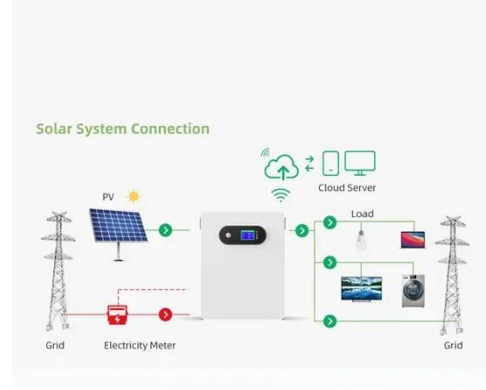 Solar System Connection
Cloud Server
PV
Load
Grid
Electricity Meter
Grid